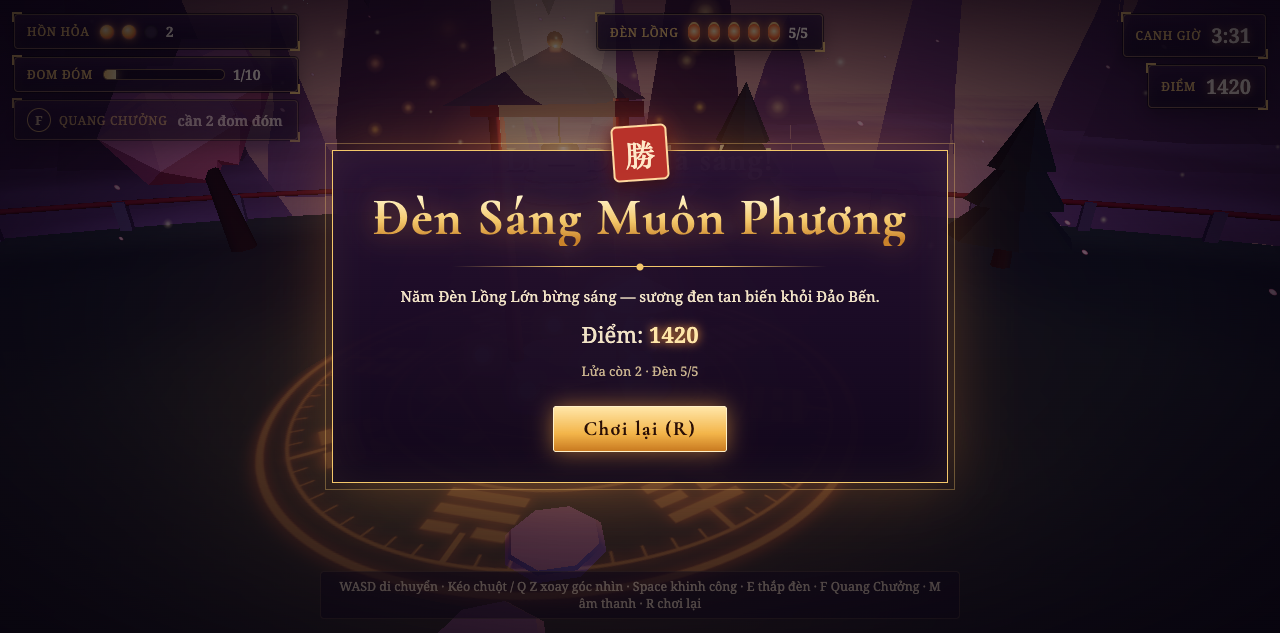 HỒN HỎA 2
ĐÈN LỒNG 5/5
CANH GIỜ 3:31
ĐOM ĐÓM 1/10
ĐIỂM 1420
F QUANG CHƯỞNG cần 2 đom đóm
勝
sáng!
Đèn Sáng Muôn Phương
Năm Đèn Lồng Lớn bừng sáng — sương đen tan biến khỏi Đảo Bến.
Điểm: 1420
Lửa còn 2 · Đèn 5/5
Chơi lại (R)
WASD di chuyển · Kéo chuột / Q Z xoay góc nhìn · Space khinh công · E thắp đèn · F Quang Chưởng · M
âm thanh · R chơi lại